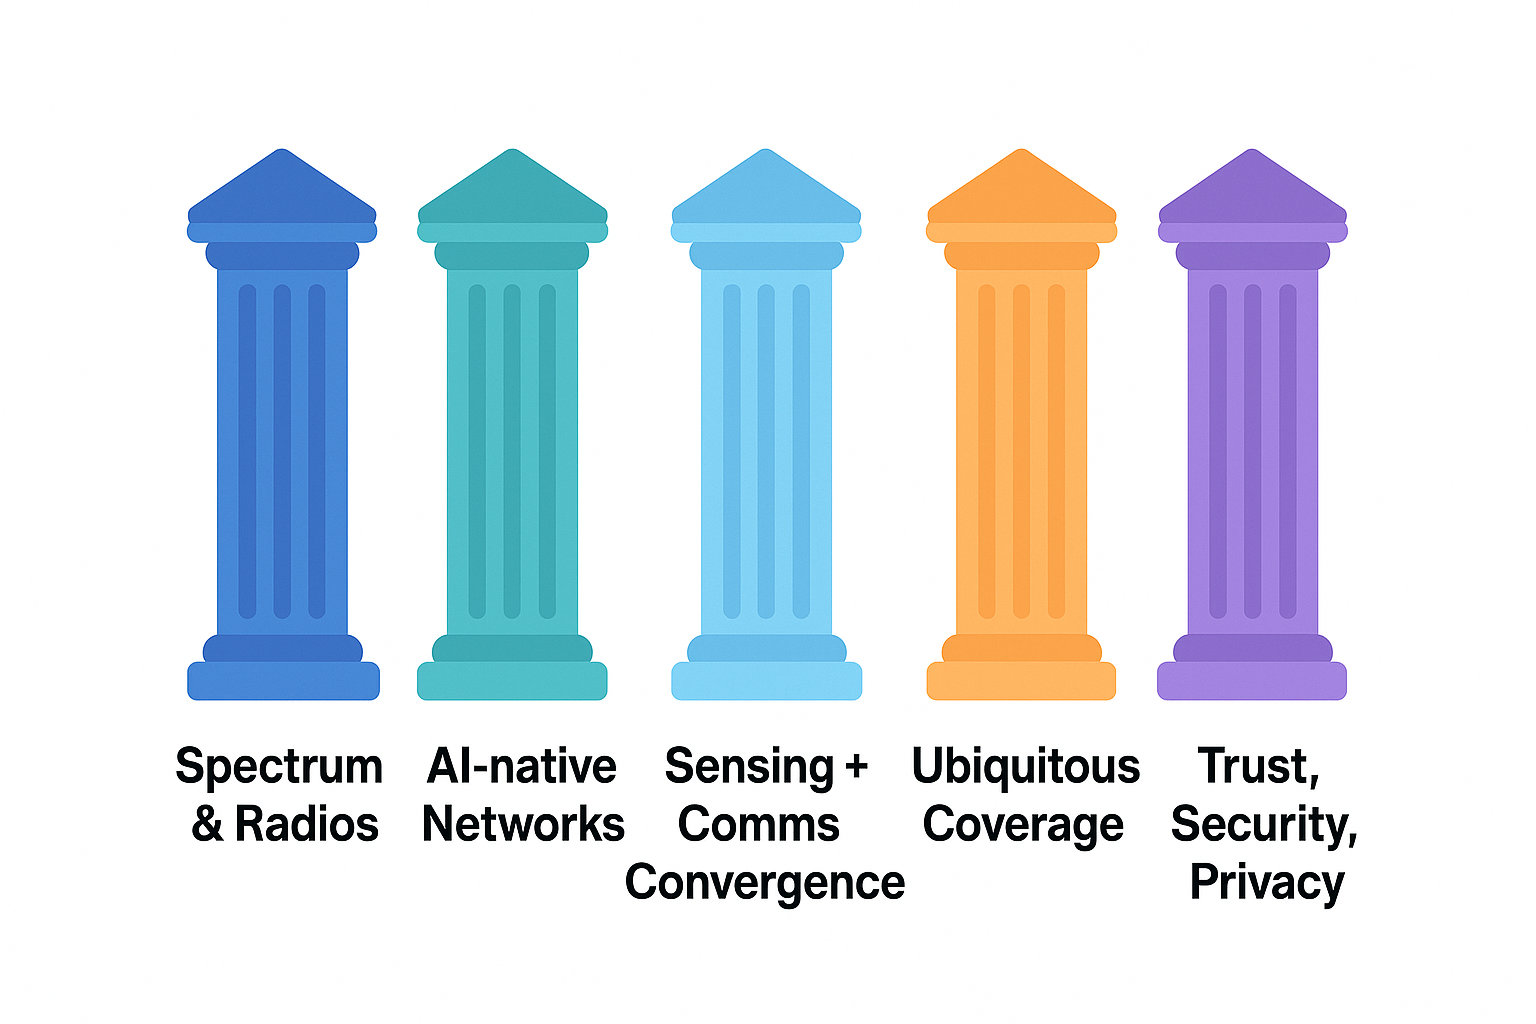 Spectrum
& Radios
AI-native
Networks
Sensing +
Comms
Convergence
Ubiquitous
Coverage
Trust,
Security,
Privacy